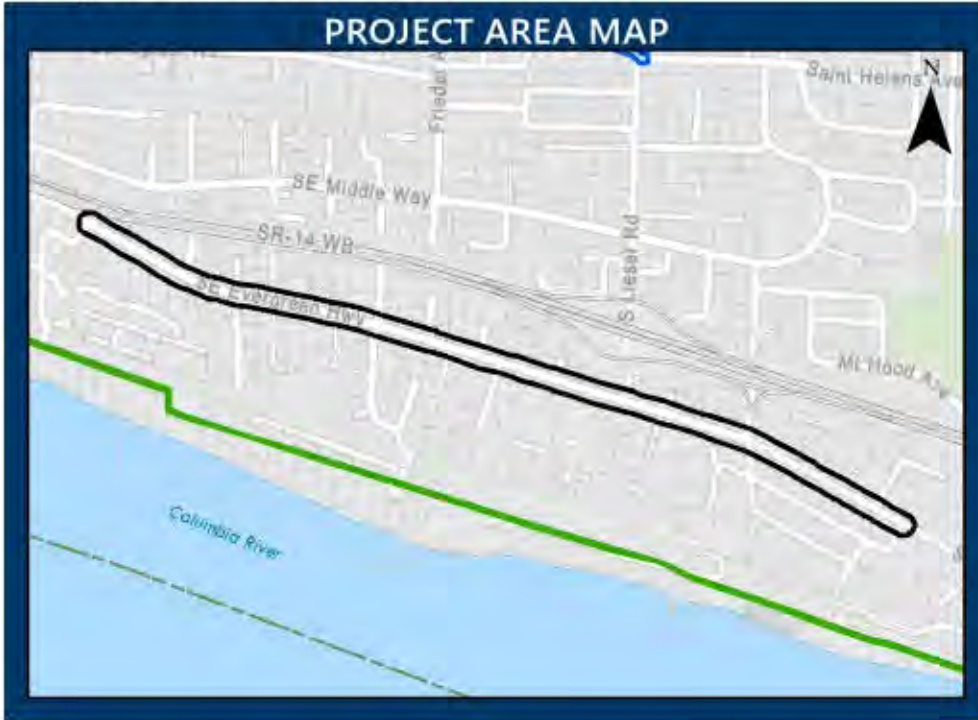 PROJECT AREA MAP
N
Saint Helens Ave
Frieder A
SE Middle Way
SR-14 WB
S Lieser Rd
SE Evergreen Hwy
Mt Hood Ave
Columbia River
S